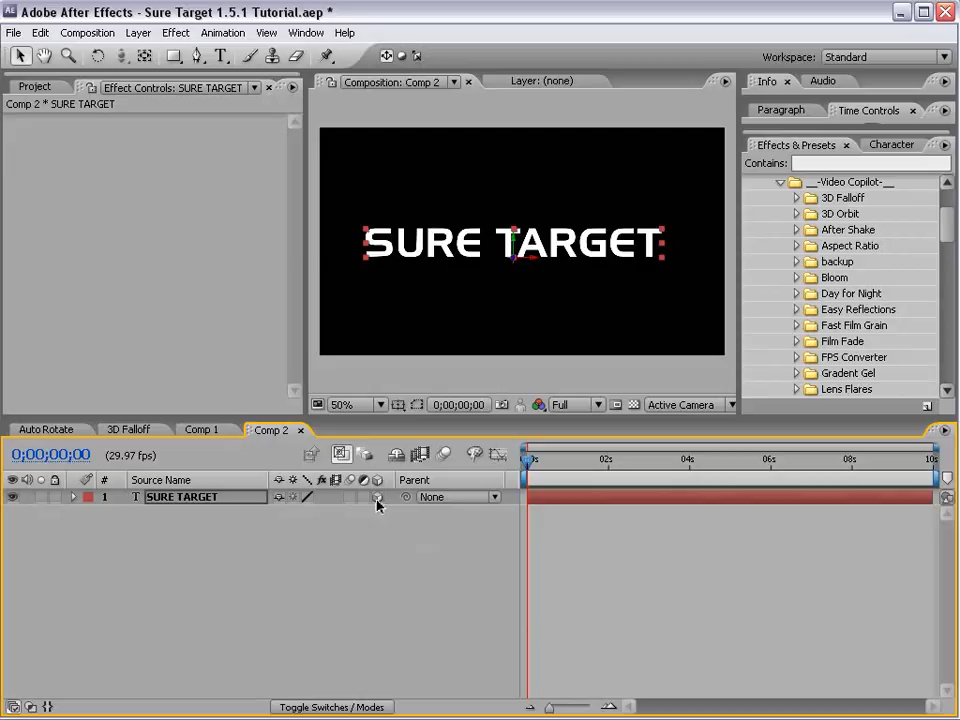 Adobe After Effects - Sure Target 1.5.1 Tutorial.aep *
File Edit Composition Layer Effect Animation View Window Help
Workspace: Standard
Project Effect Controls: SURE TARGET
Comp 2 * SURE TARGET
Composition: Comp 2 Layer: (none)
SURE TARGET
50% 0;00;00;00 Full Active Camera
Info Audio
Paragraph Time Controls
Effects & Presets Character
Contains:
__-Video Copilot-__
3D Falloff
3D Orbit
After Shake
Aspect Ratio
backup
Bloom
Day for Night
Easy Reflections
Fast Film Grain
Film Fade
FPS Converter
Gradent Gel
Lens Flares
Auto Rotate 3D Falloff Comp 1 Comp 2
0;00;00;00 (29.97 fps)
02s 04s 06s 08s 10s
# Source Name Parent
1 T SURE TARGET None
Toggle Switches / Modes